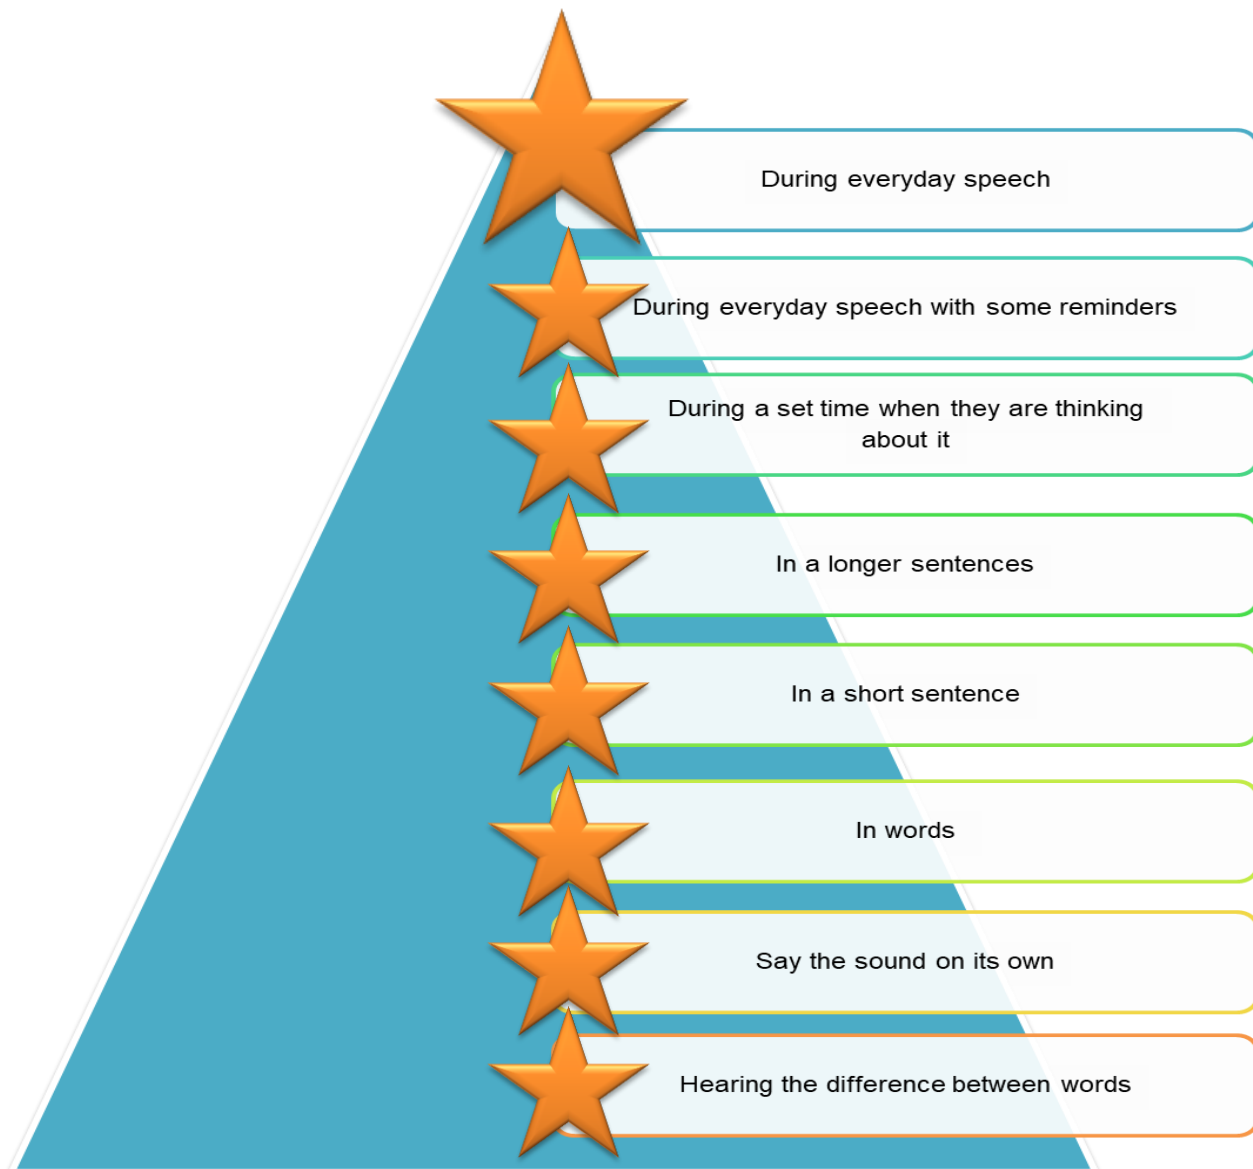 During everyday speech
During everyday speech with some reminders
During a set time when they are thinking
about it
In a longer sentences
In a short sentence
In words
Say the sound on its own
Hearing the difference between words